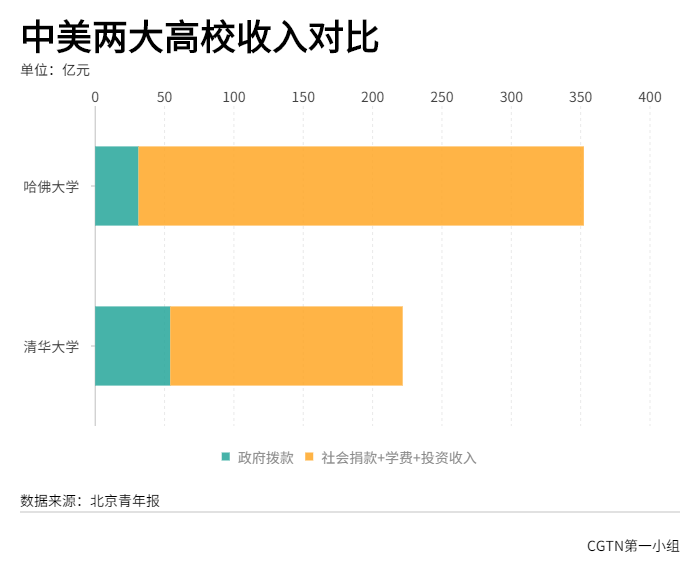 中美两大高校收入对比
单位：亿元
0 50 100 150 200 250 300 350 400
哈佛大学
清华大学
政府拨款 社会捐款+学费+投资收入
数据来源：北京青年报
CGTN第一小组